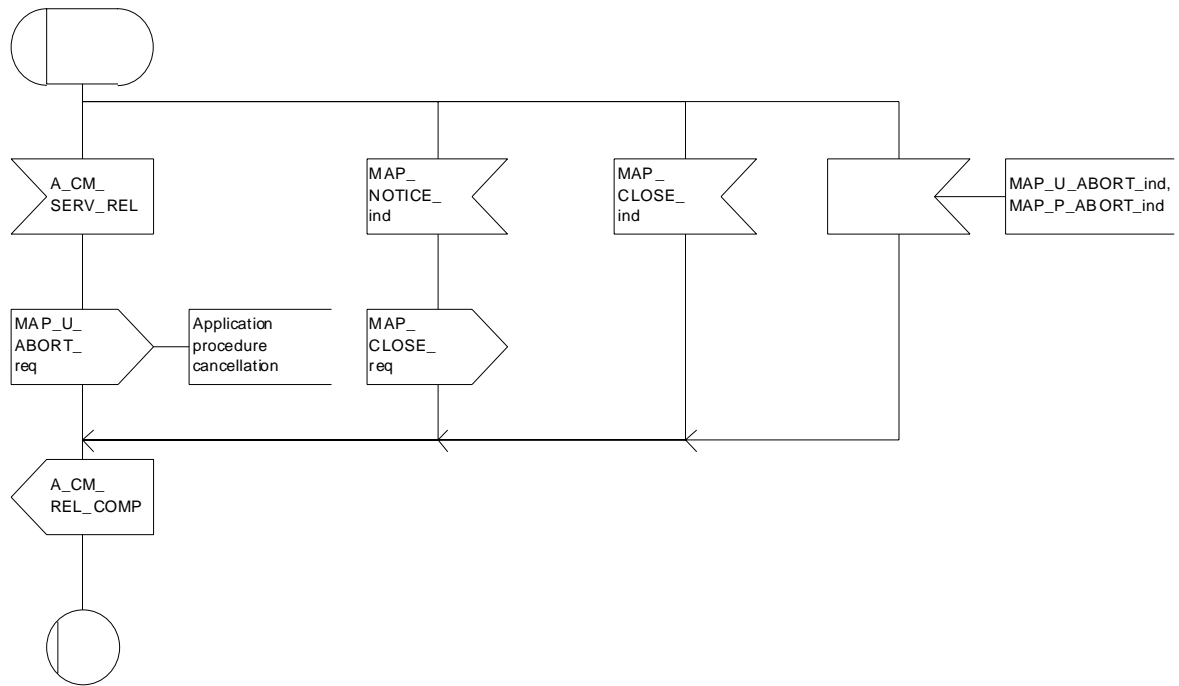 A_CM_
SERV_REL
MAP_
NOTICE_
ind
MAP_
CLOSE_
ind
MAP_U_ABORT_ind,
MAP_P_ABORT_ind
MAP_U_
ABORT_
req
Application
procedure
cancellation
MAP_
CLOSE_
req
A_CM_
REL_COMP